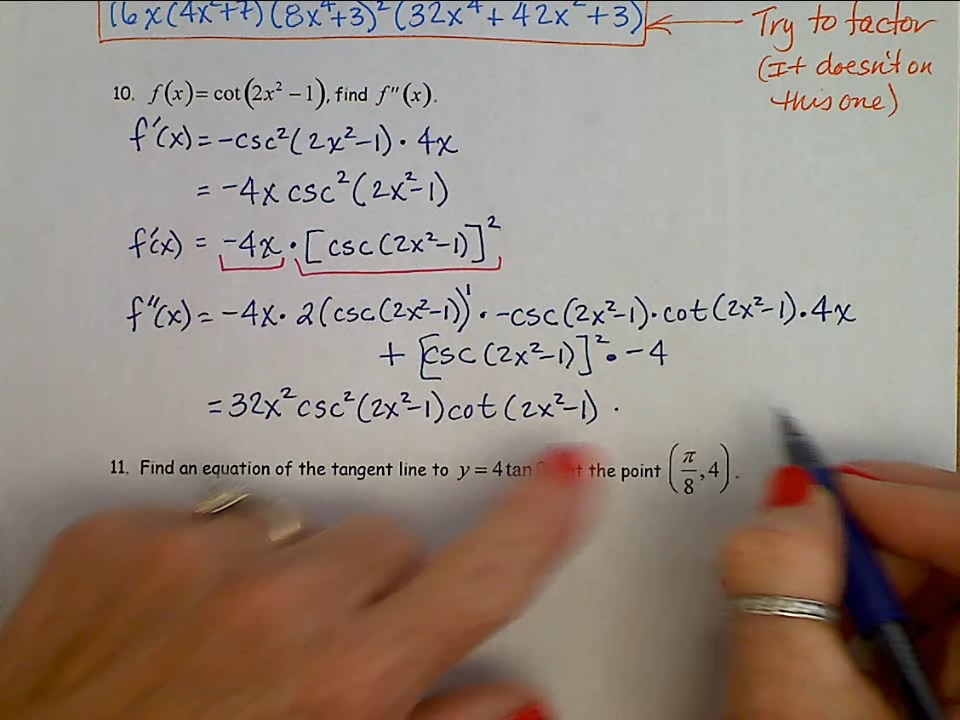 16x(4x²+7)(8x⁴+3)²(32x⁴+42x²+3)
Try to factor
(It doesn't on
this one)
10. f(x)=cot(2x²-1), find f″(x).
f′(x)=-csc²(2x²-1)·4x
=-4x csc²(2x²-1)
f′(x) = -4x·[csc(2x²-1)]²
f″(x)=-4x·2(csc(2x²-1))¹·-csc(2x²-1)·cot(2x²-1)·4x
+[csc(2x²-1)]²·-4
=32x²csc²(2x²-1)cot(2x²-1)·
11. Find an equation of the tangent line to y=4tan the point (π/8,4).